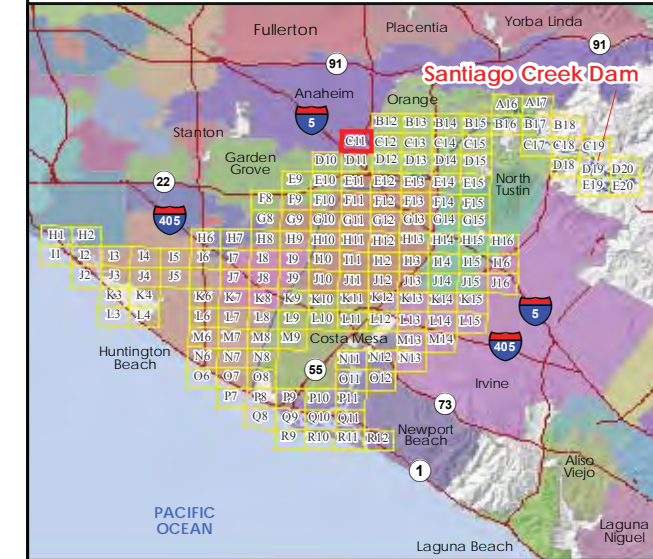 Fullerton
Placentia
Yorba Linda
91
91
Santiago Creek Dam
Anaheim
Orange
A16 A17
5
B12 B13 B14 B15 B16 B17 B18
Stanton
C11 C12 C13 C14 C15 C17 C18 C19
Garden
Grove
D10 D11 D12 D13 D14 D15 D18 D19 D20
North
Tustin
22
E9 E10 E11 E12 E13 E14 E15 E19 E20
F8 F9 F10 F11 F12 F13 F14 F15
405
G8 G9 G10 G11 G12 G13 G14 G15
H1 H2 H6 H7 H8 H9 H10 H11 H12 H13 H14 H15 H16
I1 I2 I3 I4 I5 I6 I7 I8 I9 I10 I11 I12 I13 I14 I15 I16
J2 J3 J4 J5 J7 J8 J9 J10 J11 J12 J13 J14 J15 J16
K3 K4 K6 K7 K8 K9 K10 K11 K12 K13 K14 K15
5
L3 L4 L6 L7 L8 L9 L10 L11 L12 L13 L14 L15
M6 M7 M8 M9 Costa Mesa M13 M14
405
Huntington
Beach
N6 N7 N8 N11 N12 N13
55
O6 O7 O8 O11 O12
Irvine
P7 P8 P9 P10 P11
73
Q8 Q9 Q10 Q11
R9 R10 R11 R12
Newport
Beach
1
Aliso
Viejo
PACIFIC
OCEAN
Laguna
Niguel
Laguna Beach